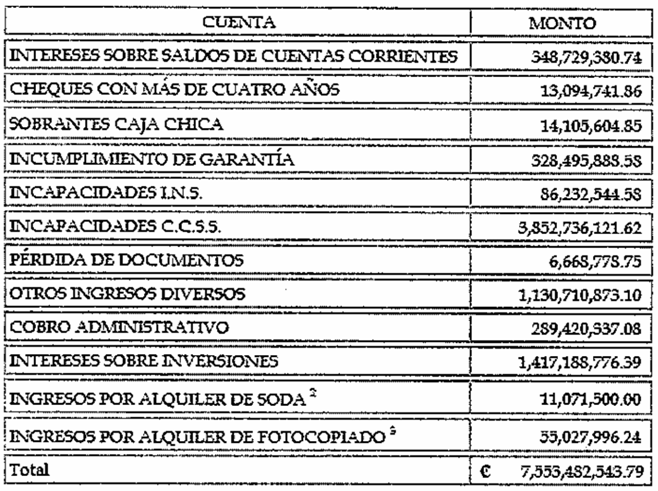 CUENTA MONTO
INTERESES SOBRE SALDOS DE CUENTAS CORRIENTES 348,729,380.74
CHEQUES CON MÁS DE CUATRO AÑOS 13,094,741.86
SOBRANTES CAJA CHICA 14,105,604.85
INCUMPLIMIENTO DE GARANTÍA 328,495,888.58
INCAPACIDADES I.N.S. 86,232,544.58
INCAPACIDADES C.C.S.S. 3,852,736,121.62
PÉRDIDA DE DOCUMENTOS 6,668,778.75
OTROS INGRESOS DIVERSOS 1,130,710,873.10
COBRO ADMINISTRATIVO 289,420,337.08
INTERESES SOBRE INVERSIONES 1,417,188,776.39
INGRESOS POR ALQUILER DE SODA ² 11,071,500.00
INGRESOS POR ALQUILER DE FOTOCOPIADO ³ 55,027,996.24
Total ₡ 7,553,482,543.79